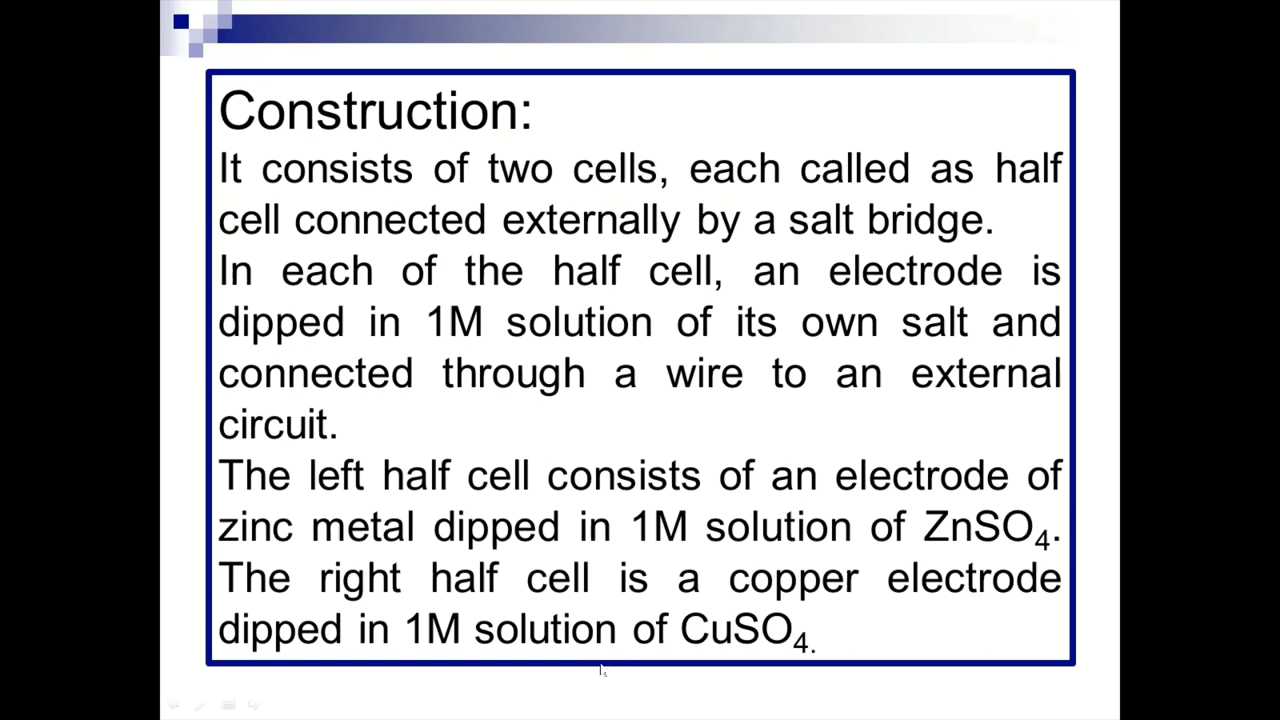 Construction:
It consists of two cells, each called as half
cell connected externally by a salt bridge.
In each of the half cell, an electrode is
dipped in 1M solution of its own salt and
connected through a wire to an external
circuit.
The left half cell consists of an electrode of
zinc metal dipped in 1M solution of ZnSO₄.
The right half cell is a copper electrode
dipped in 1M solution of CuSO₄.